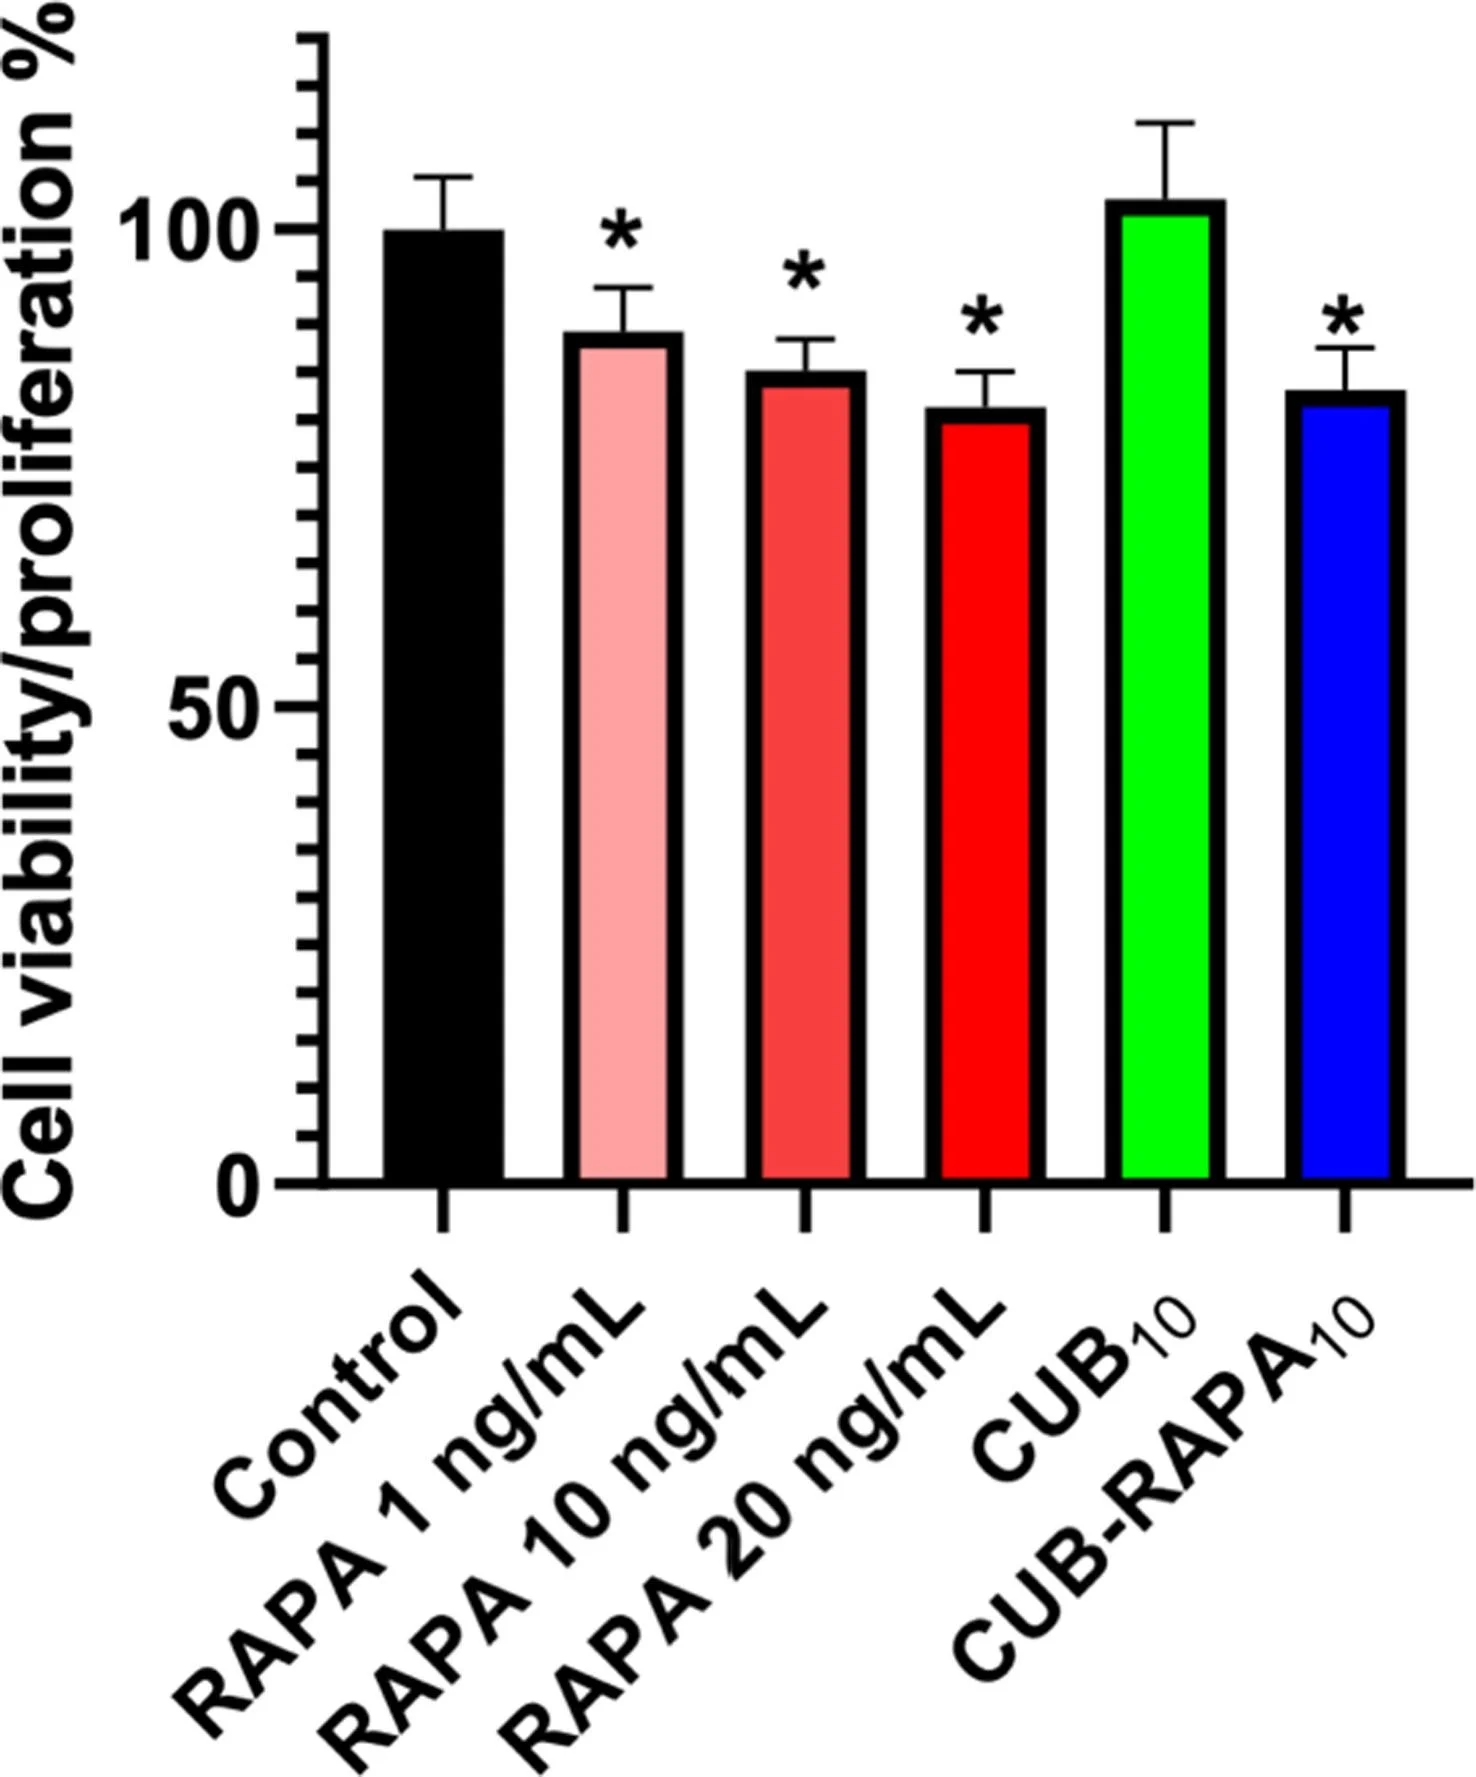 Cell viability/proliferation %
100
50
0
*
*
*
*
Control
RAPA 1 ng/mL
RAPA 10 ng/mL
RAPA 20 ng/mL
CUB10
CUB-RAPA10